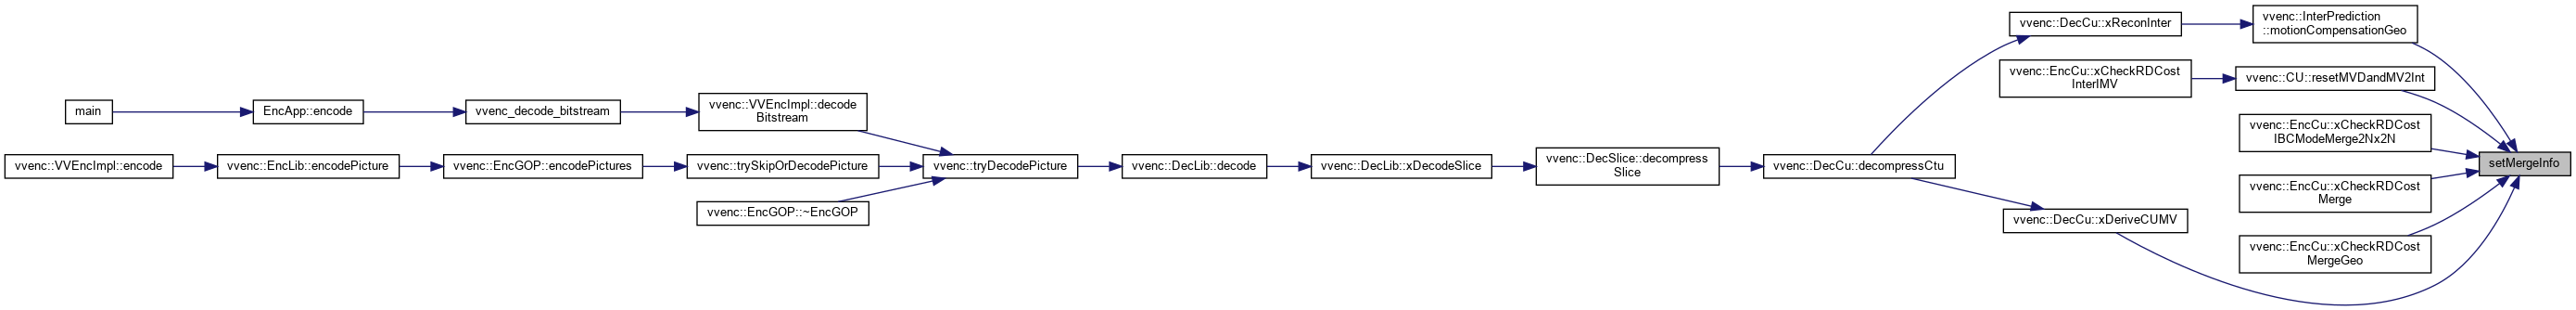 vvenc::DecCu::xReconInter
vvenc::InterPrediction
::motionCompensationGeo
vvenc::EncCu::xCheckRDCost
InterIMV
vvenc::CU::resetMVDandMV2Int
main
EncApp::encode
vvenc_decode_bitstream
vvenc::VVEncImpl::decode
Bitstream
vvenc::EncCu::xCheckRDCost
IBCModeMerge2Nx2N
vvenc::VVEncImpl::encode
vvenc::EncLib::encodePicture
vvenc::EncGOP::encodePictures
vvenc::trySkipOrDecodePicture
vvenc::tryDecodePicture
vvenc::DecLib::decode
vvenc::DecLib::xDecodeSlice
vvenc::DecSlice::decompress
Slice
vvenc::DecCu::decompressCtu
setMergeInfo
vvenc::EncCu::xCheckRDCost
Merge
vvenc::EncGOP::~EncGOP
vvenc::DecCu::xDeriveCUMV
vvenc::EncCu::xCheckRDCost
MergeGeo